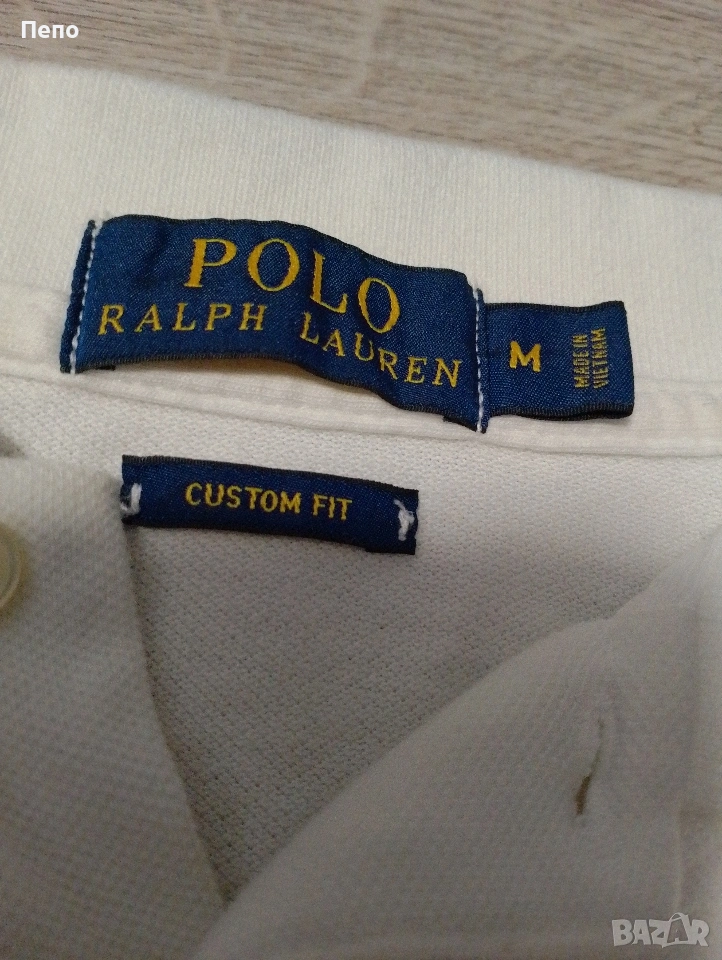 Пепо
POLO
RALPH LAUREN
M
MADE IN
VIETNAM
CUSTOM FIT
BAZAR